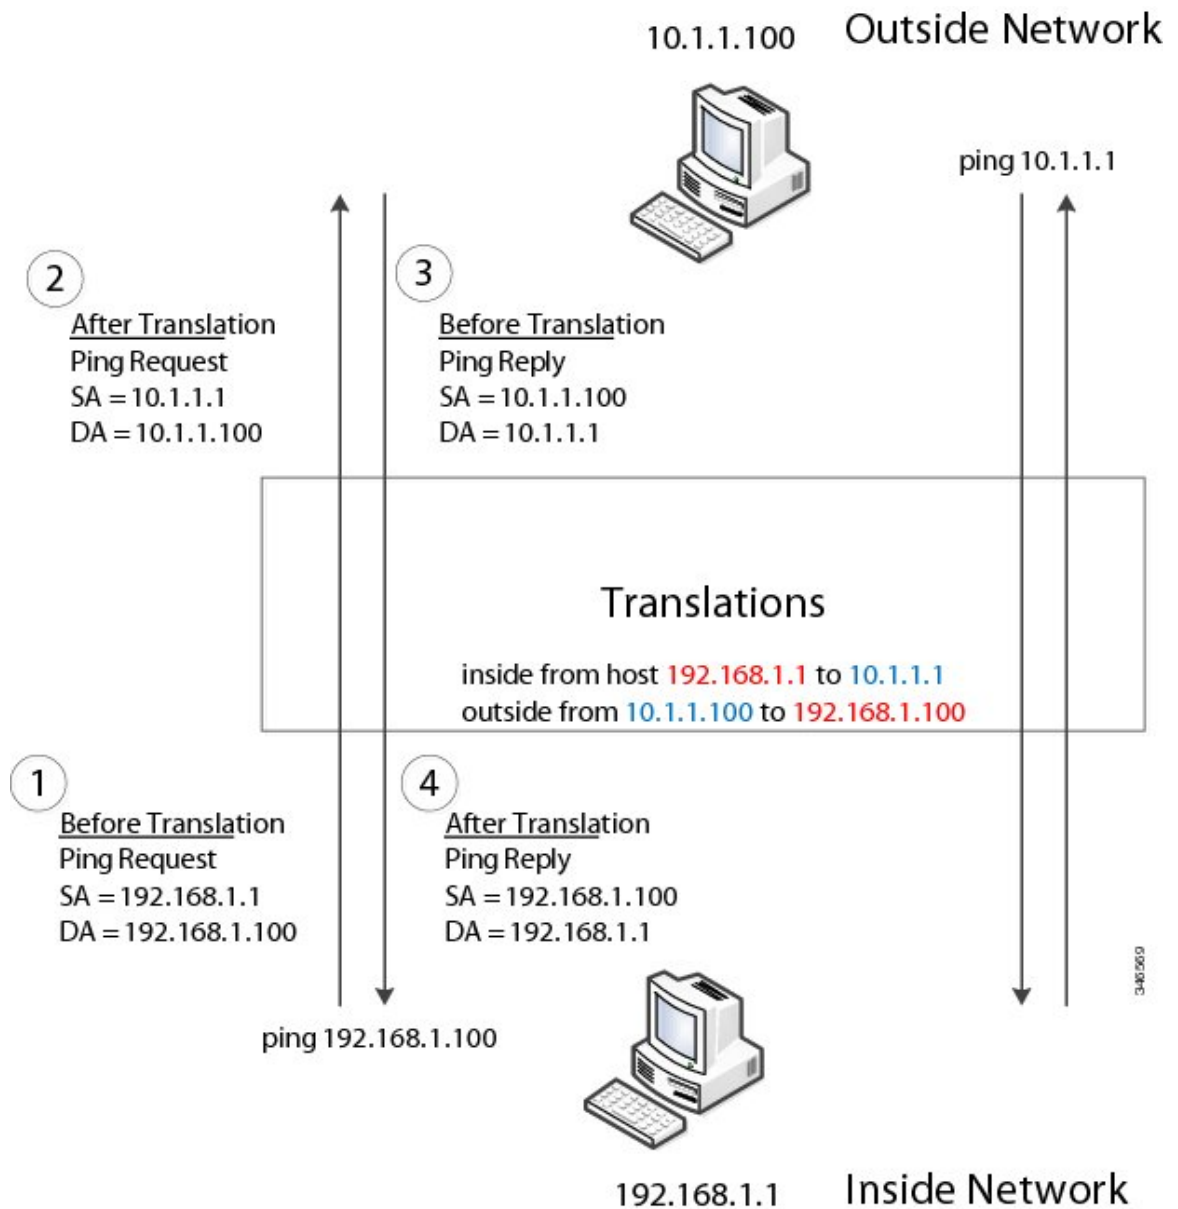 10.1.1.100
Outside Network
ping 10.1.1.1
2
After Translation
Ping Request
SA = 10.1.1.1
DA = 10.1.1.100
3
Before Translation
Ping Reply
SA = 10.1.1.100
DA = 10.1.1.1
Translations
inside from host 192.168.1.1 to 10.1.1.1
outside from 10.1.1.100 to 192.168.1.100
1
Before Translation
Ping Request
SA = 192.168.1.1
DA = 192.168.1.100
4
After Translation
Ping Reply
SA = 192.168.1.100
DA = 192.168.1.1
346569
ping 192.168.1.100
192.168.1.1
Inside Network